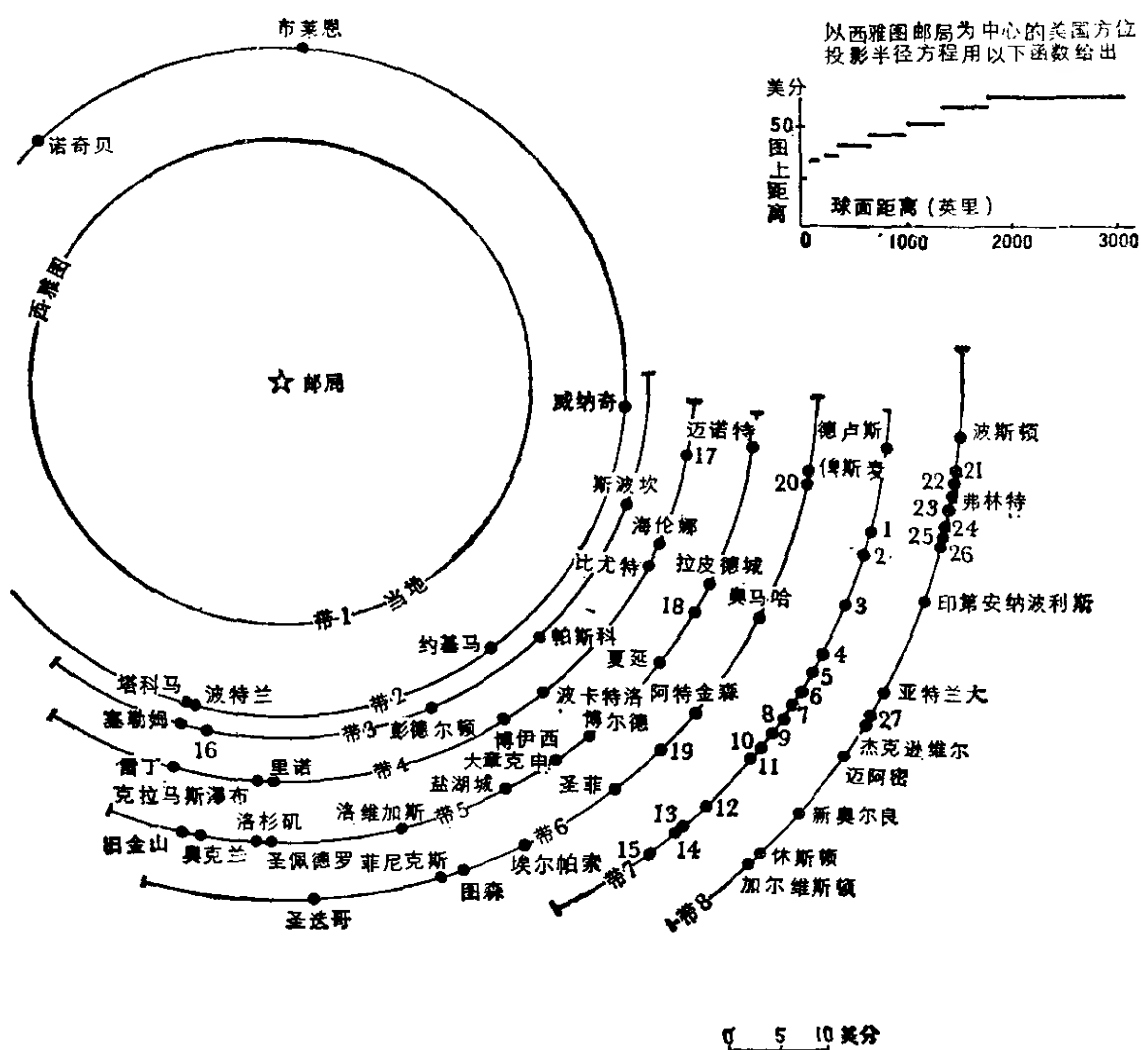 以西雅图邮局为中心的美国方位
投影半径方程用以下函数给出
美分
50
图上距离
球面距离(英里)
0 1000 2000 3000
布莱恩
诺奇贝
西雅图
邮局
威纳奇
迈诺特
德卢斯
波斯顿
17
俾斯麦
20
21
22
斯波坎
弗林特
23
海伦娜
1
24
25
2
26
比尤特
拉皮德城
奥马哈
18
3
印第安纳波利斯
带1
当地
约基马
帕斯科
4
夏延
5
塔科马
波特兰
带2
波卡特洛
阿特金森
6
亚特兰大
塞勒姆
16
带3
彭德尔顿
博伊西
博尔德
7
8
27
9
杰克逊维尔
雷丁
里诺
带4
大章克申
19
10
11
迈阿密
克拉马斯瀑布
盐湖城
圣菲
洛杉矶
洛维加斯
带5
12
新奥尔良
旧金山
奥克兰
带6
13
14
圣佩德罗
菲尼克斯
埃尔帕索
15
休斯顿
图森
带7
加尔维斯顿
圣迭哥
带8
0 5 10 美分